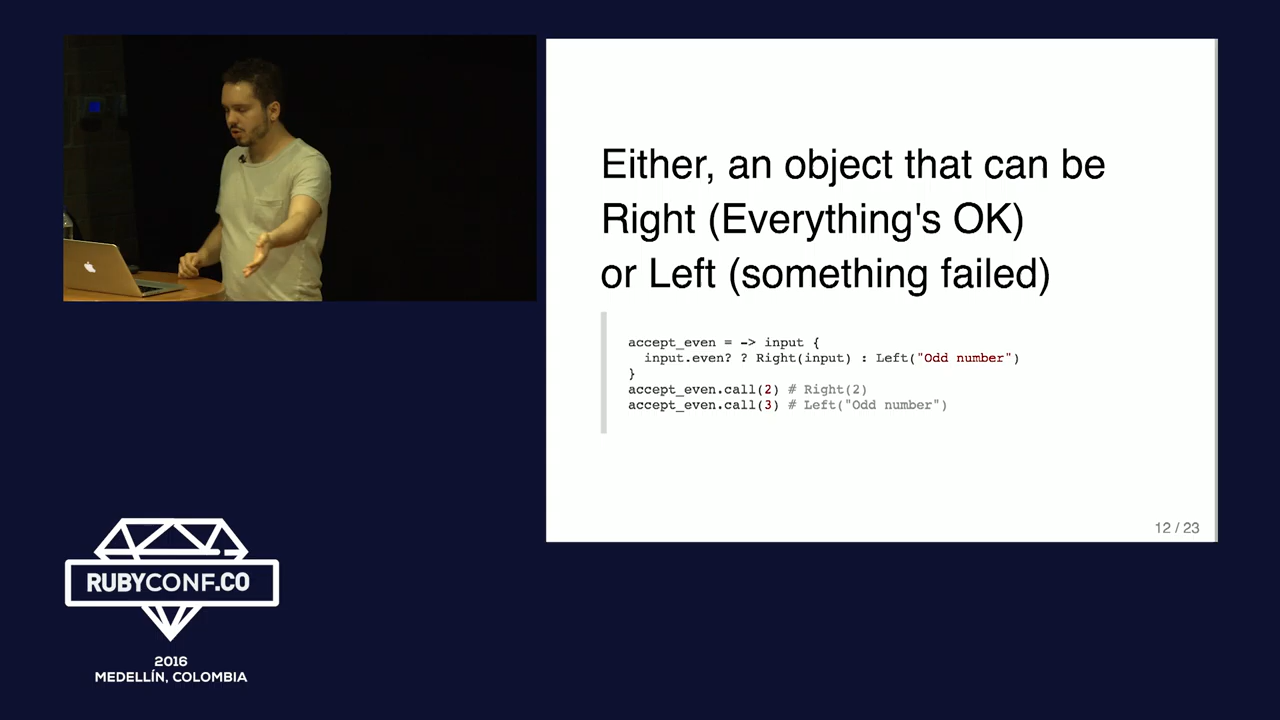 Either, an object that can be
Right (Everything's OK)
or Left (something failed)
accept_even = -> input {
  input.even? ? Right(input) : Left("Odd number")
}
accept_even.call(2) # Right(2)
accept_even.call(3) # Left("Odd number")
12 / 23
RUBYCONF.CO
2016
MEDELLÍN, COLOMBIA